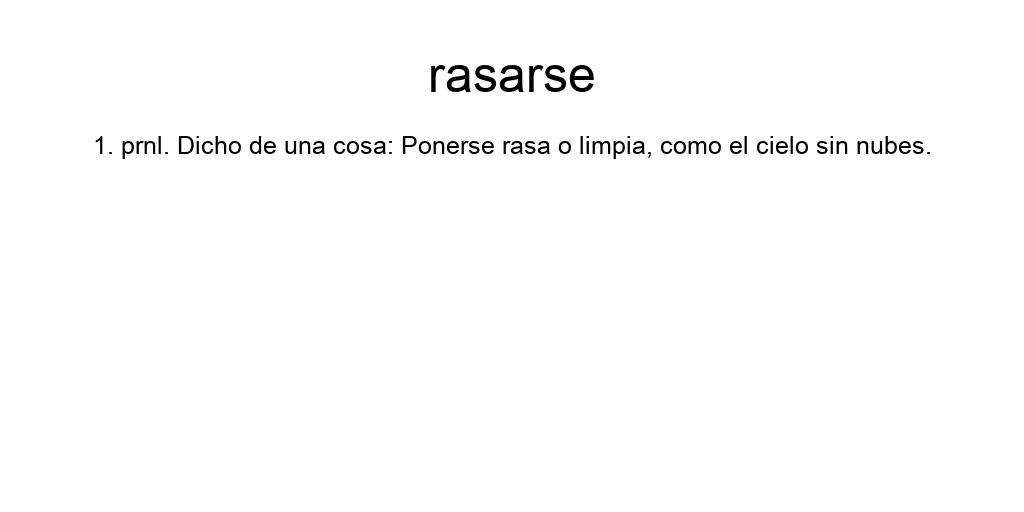 rasarse
1. prnl. Dicho de una cosa: Ponerse rasa o limpia, como el cielo sin nubes.